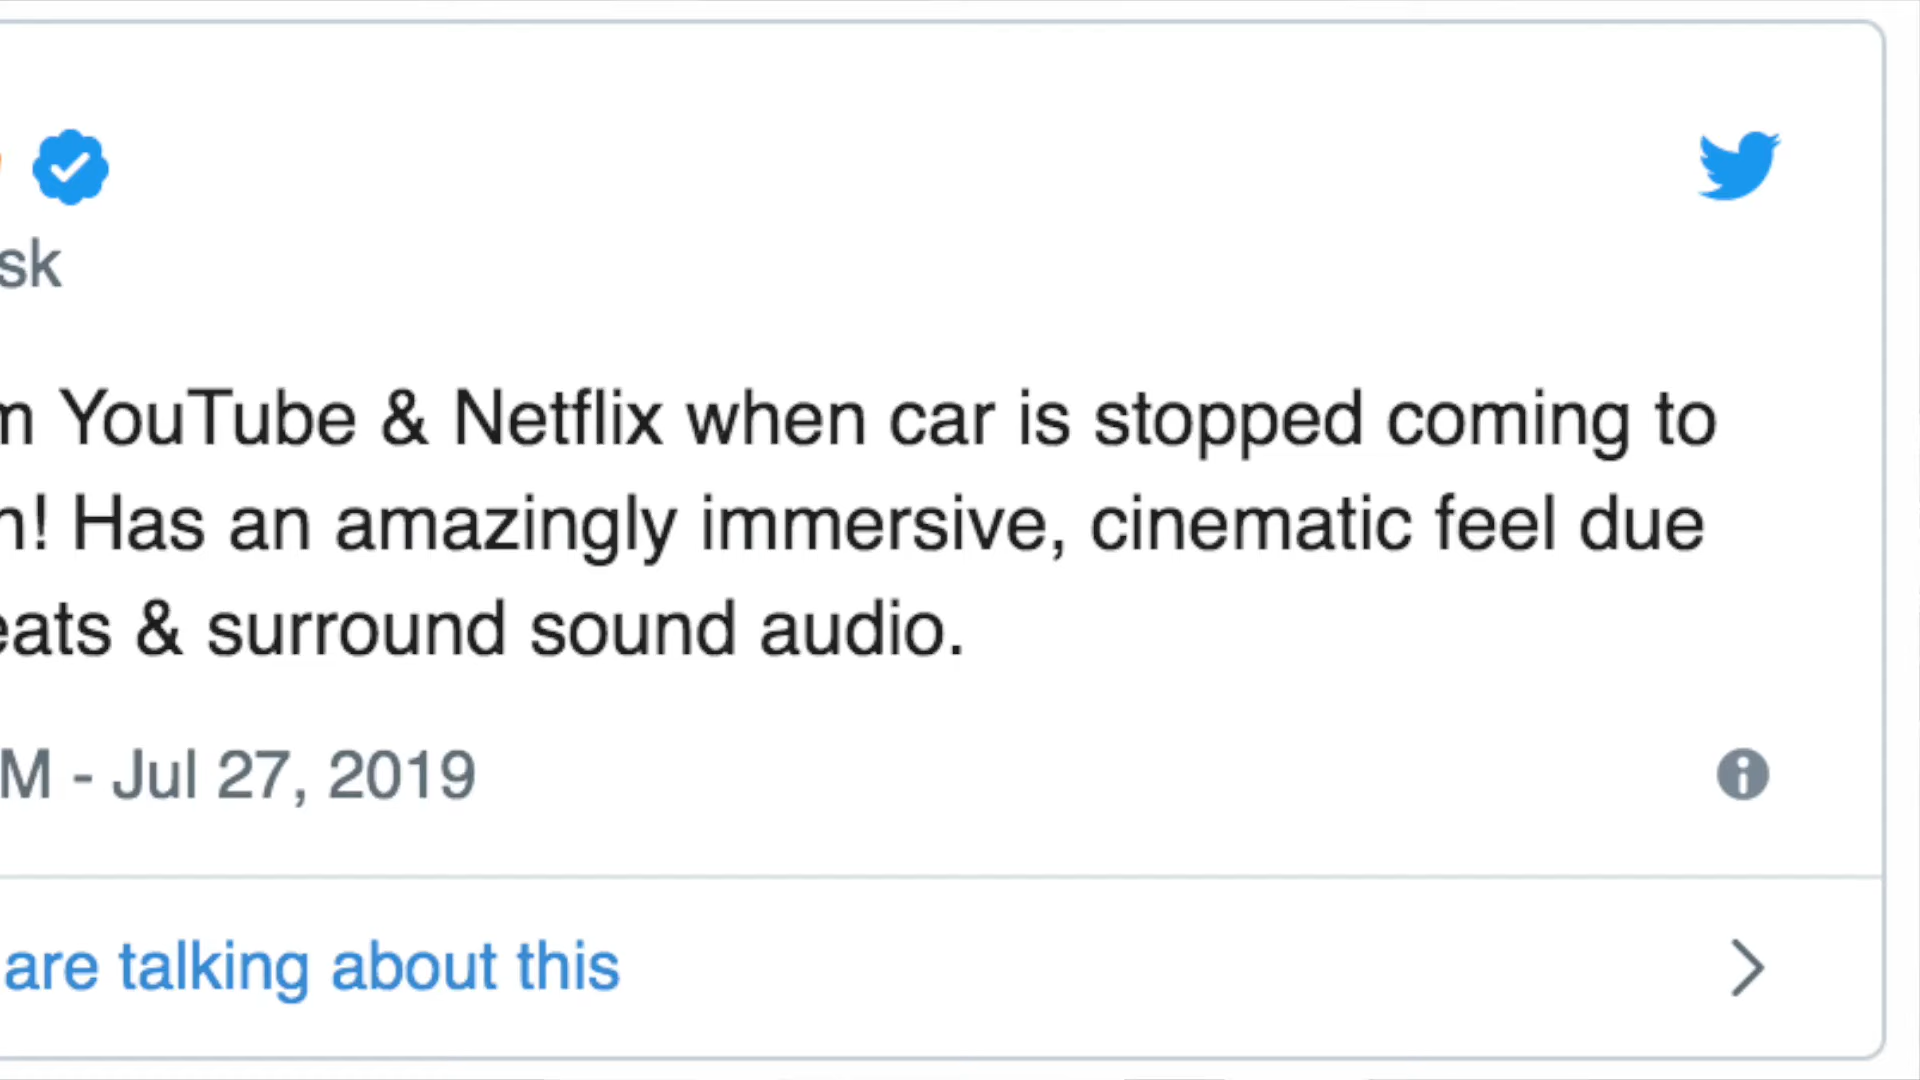 sk
m YouTube & Netflix when car is stopped coming to
n! Has an amazingly immersive, cinematic feel due
eats & surround sound audio.
M - Jul 27, 2019
are talking about this